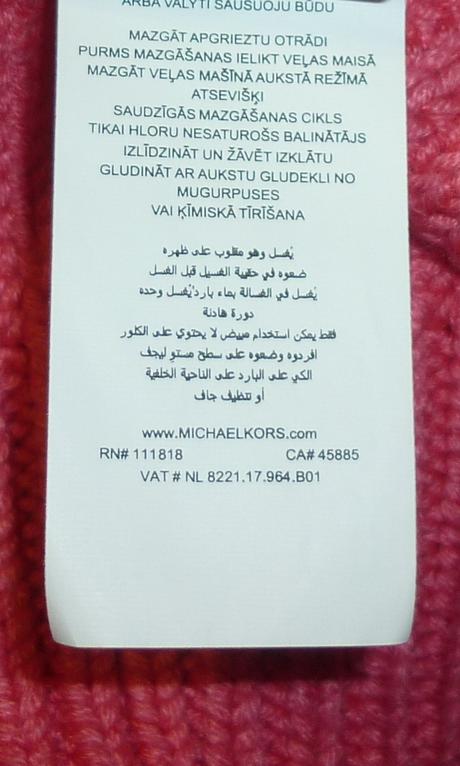 ARBA VALYTI SAUSUOJU BŪDU
MAZGĀT APGRIEZTU OTRĀDI
PURMS MAZGĀŠANAS IELIKT VEĻAS MAISĀ
MAZGĀT VEĻAS MAŠĪNĀ AUKSTĀ REŽĪMĀ
ATSEVIŠĶI
SAUDZĪGĀS MAZGĀŠANAS CIKLS
TIKAI HLORU NESATUROŠS BALINĀTĀJS
IZLĪDZINĀT UN ŽĀVĒT IZKLĀTU
GLUDINĀT AR AUKSTU GLUDEKLI NO
MUGURPUSES
VAI ĶĪMISKĀ TĪRĪŠANA
يُغسل وهو مقلوب على ظهره
ضعوه في حقيبة الغسيل قبل الغسل
يُغسل في الغسالة بماء بارد'يُغسل وحده
دورة هادئة
فقط يمكن استخدام مبيض لا يحتوي على الكلور
افردوه وضعوه على سطح مستوٍ ليجف
الكي على البارد على الناحية الخلفية
أو تنظيف جاف
www.MICHAELKORS.com
RN# 111818 CA# 45885
VAT # NL 8221.17.964.B01